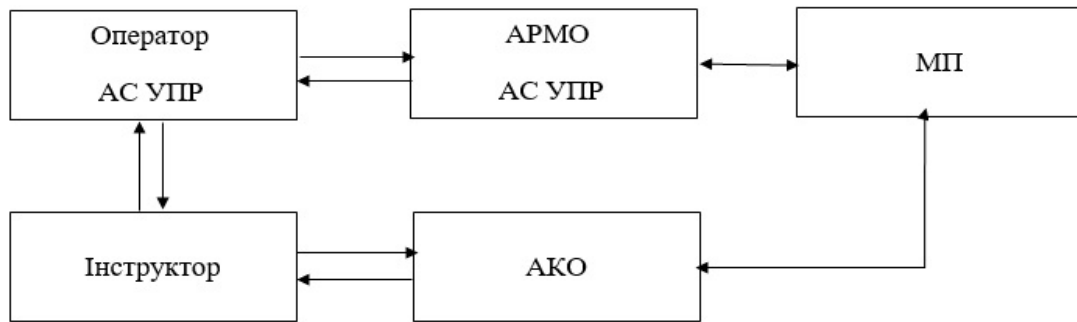 Оператор
АС УПР
АРМО
АС УПР
МП
Інструктор
АКО